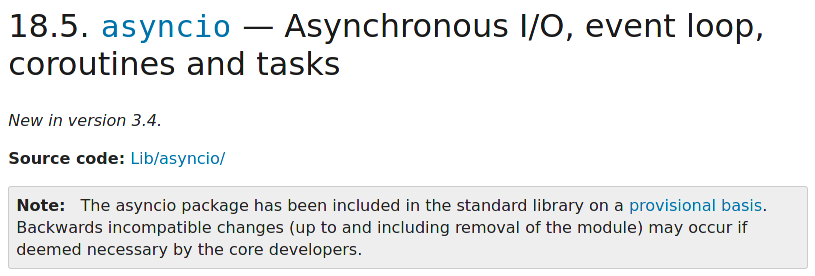 18.5. asyncio — Asynchronous I/O, event loop,
coroutines and tasks
New in version 3.4.
Source code: Lib/asyncio/
Note: The asyncio package has been included in the standard library on a provisional basis.
Backwards incompatible changes (up to and including removal of the module) may occur if
deemed necessary by the core developers.